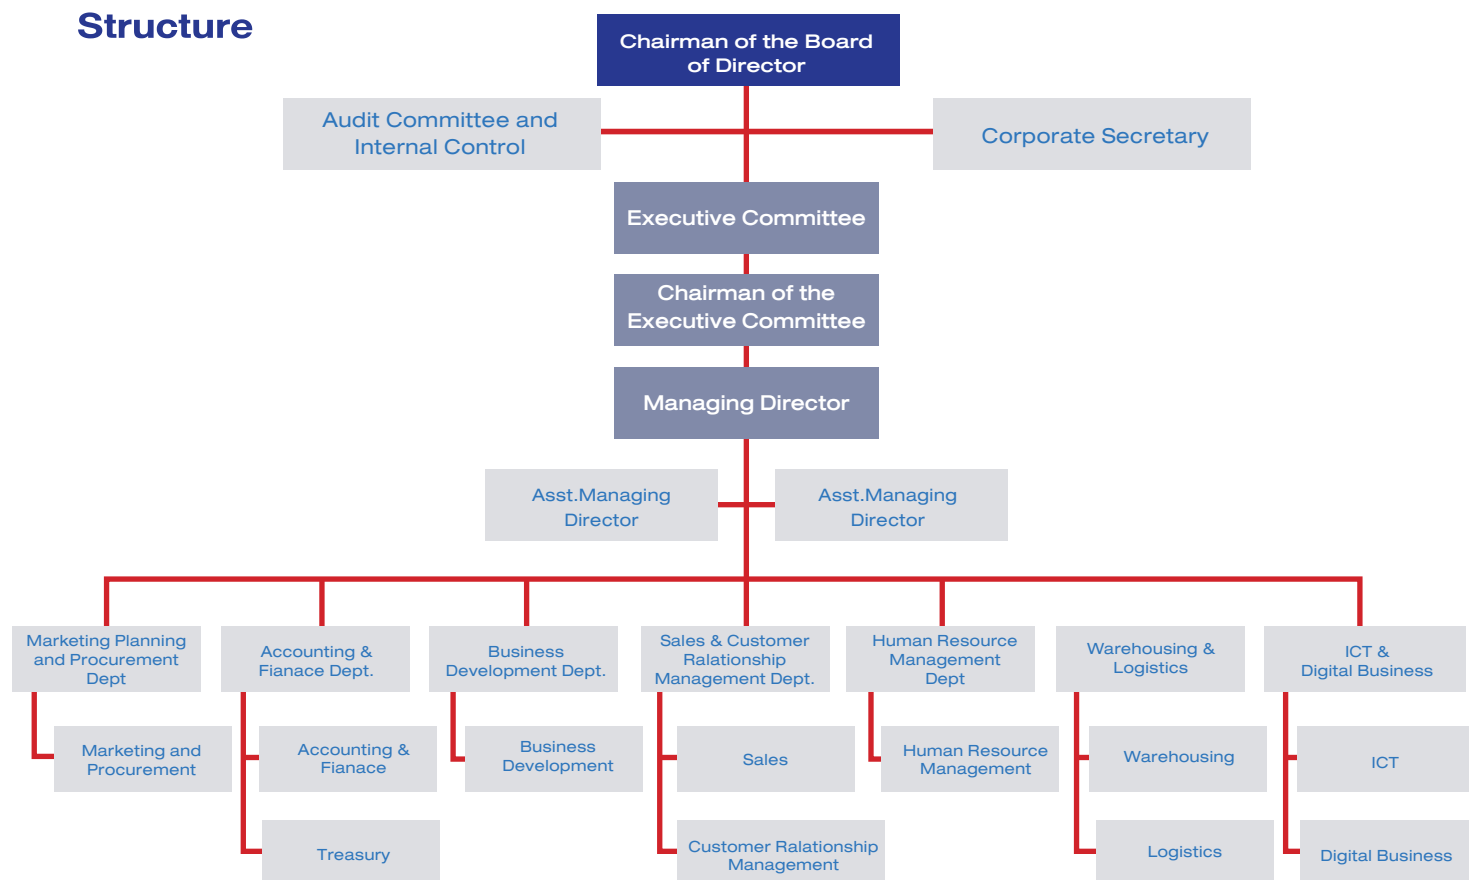 Structure
Chairman of the Board
of Director
Audit Committee and
Internal Control
Corporate Secretary
Executive Committee
Chairman of the
Executive Committee
Managing Director
Asst.Managing
Director
Asst.Managing
Director
Marketing Planning
and Procurement
Dept
Accounting &
Fianace Dept.
Business
Development Dept.
Sales & Customer
Ralationship
Management Dept.
Human Resource
Management
Dept
Warehousing &
Logistics
ICT &
Digital Business
Marketing and
Procurement
Accounting &
Fianace
Business
Development
Sales
Human Resource
Management
Warehousing
ICT
Treasury
Customer Ralationship
Management
Logistics
Digital Business